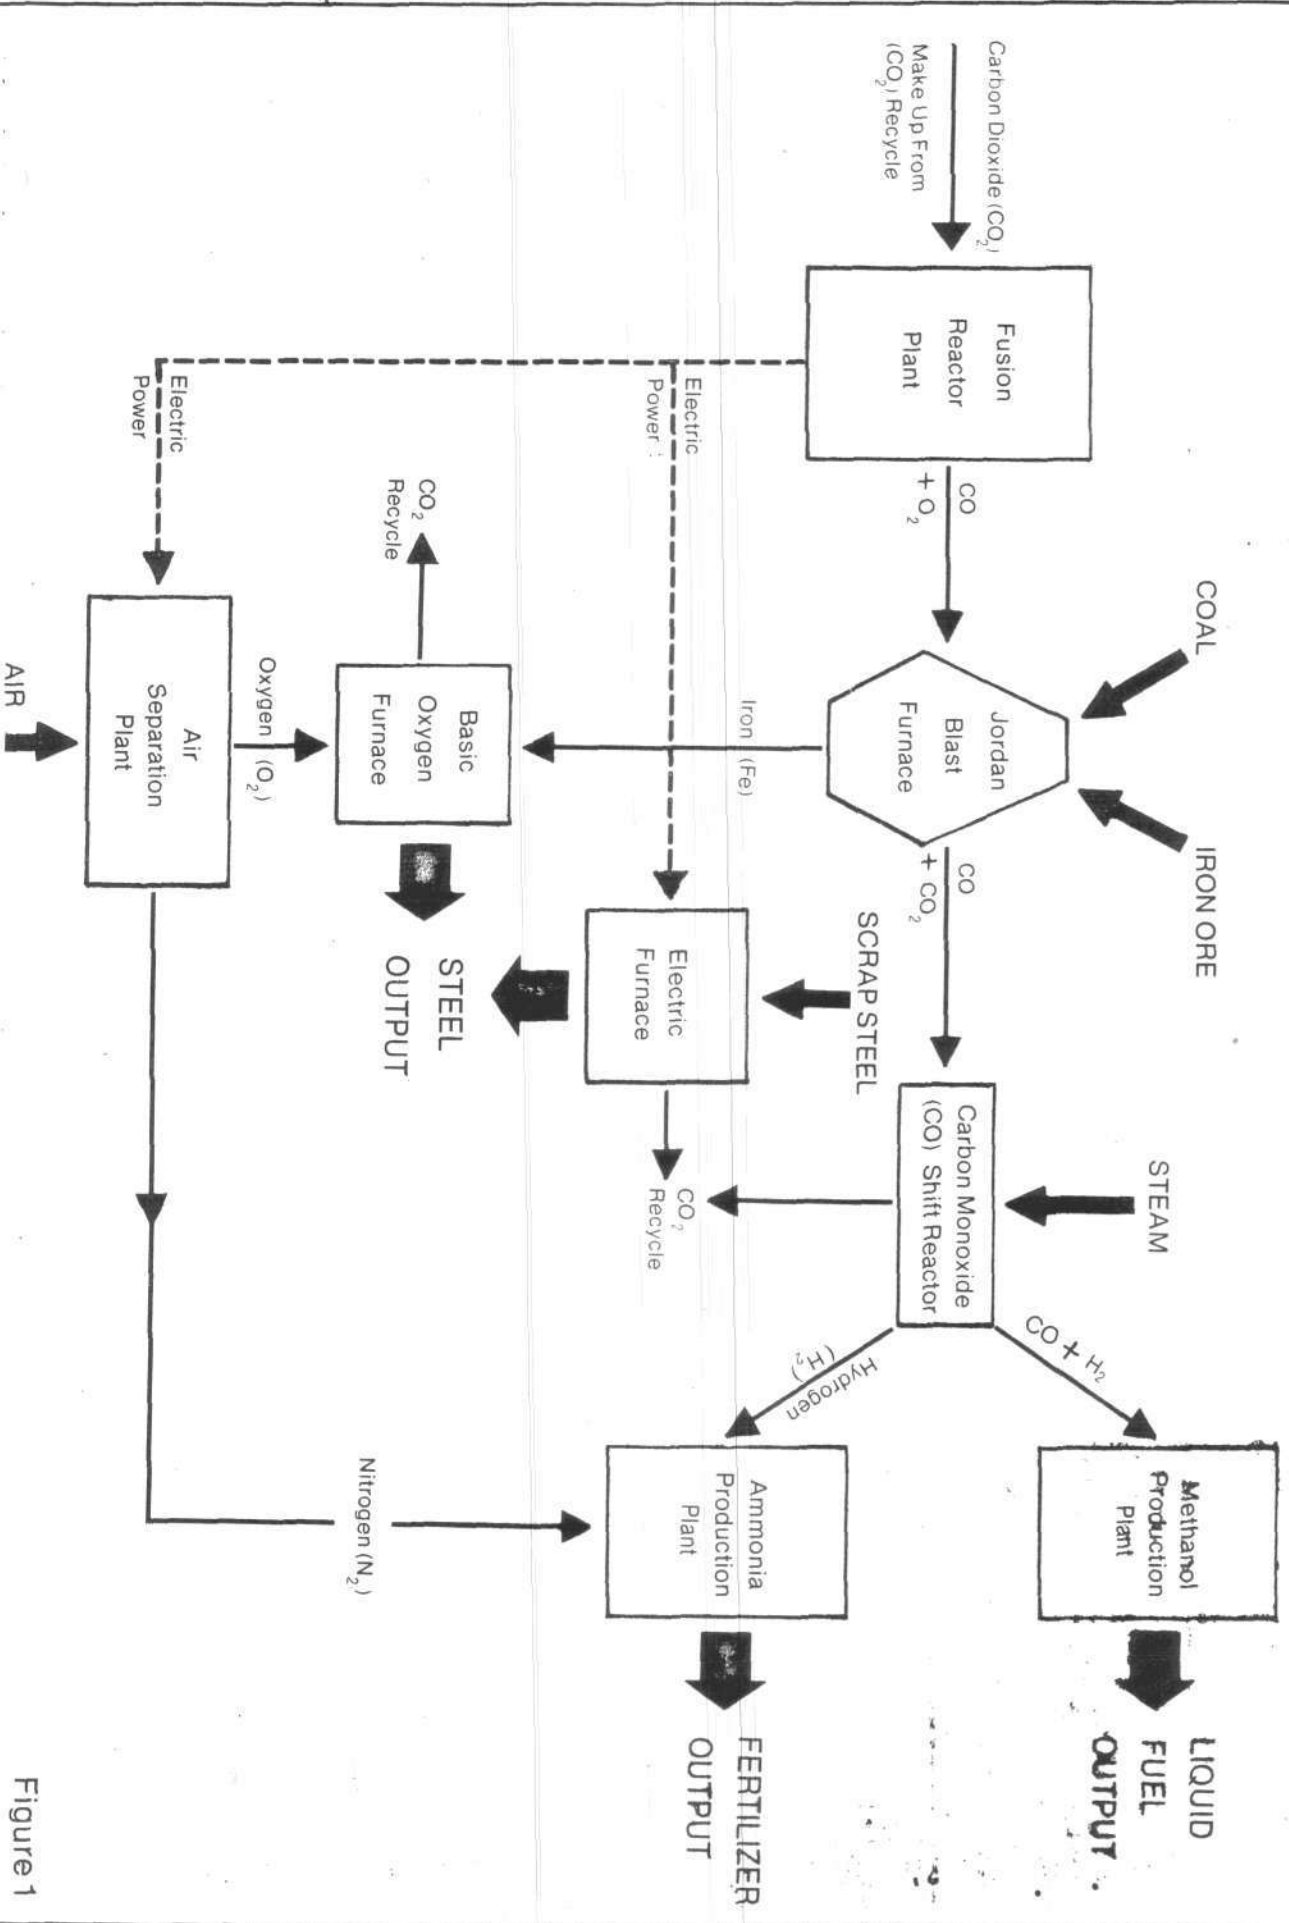 Carbon Dioxide (CO2)
Make Up From
(CO2) Recycle
Fusion
Reactor
Plant
CO
+ O2
COAL
IRON ORE
Jordan
Blast
Furnace
CO
+ CO2
STEAM
Carbon Monoxide
(CO) Shift Reactor
CO + H2
Hydrogen
(H2)
Methanol
Production
Plant
LIQUID
FUEL
OUTPUT
Electric
Power
Iron (Fe)
SCRAP STEEL
Electric
Furnace
CO2
Recycle
Ammonia
Production
Plant
FERTILIZER
OUTPUT
CO2
Recycle
Basic
Oxygen
Furnace
STEEL
OUTPUT
Electric
Power
Oxygen (O2)
Air
Separation
Plant
AIR
Nitrogen (N2)
Figure 1